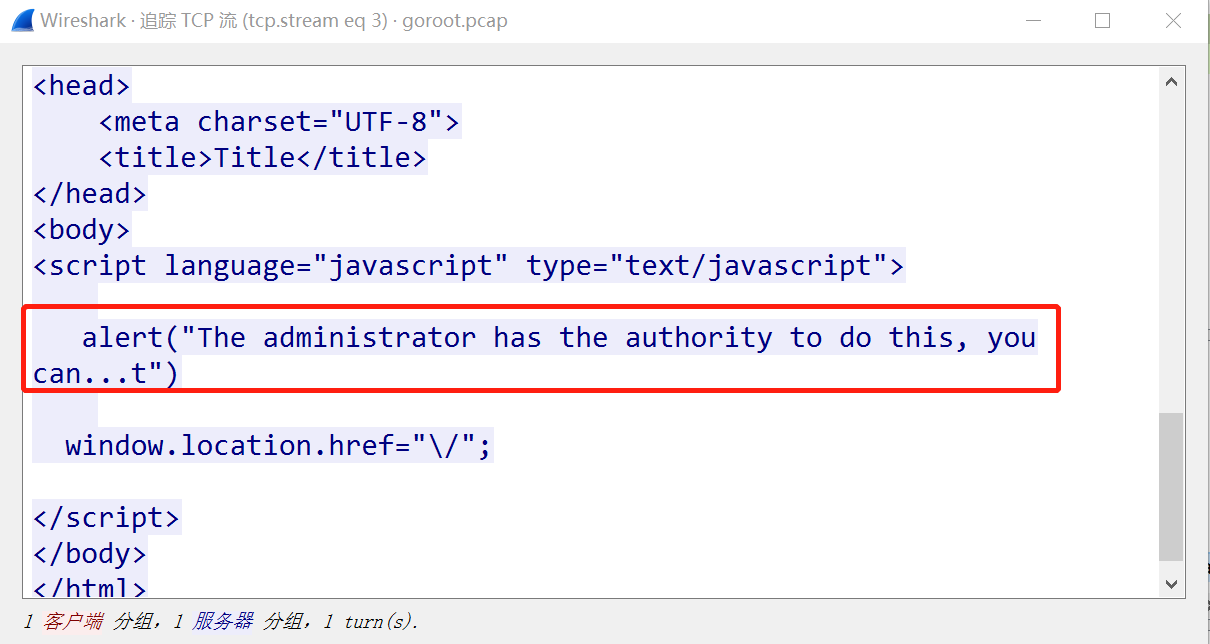 Wireshark · 追踪 TCP 流 (tcp.stream eq 3) · goroot.pcap
<head>
    <meta charset="UTF-8">
    <title>Title</title>
</head>
<body>
<script language="javascript" type="text/javascript">
   alert("The administrator has the authority to do this, you
can...t")
  window.location.href="\/";
</script>
</body>
</html>
1 客户端 分组，1 服务器 分组，1 turn(s).